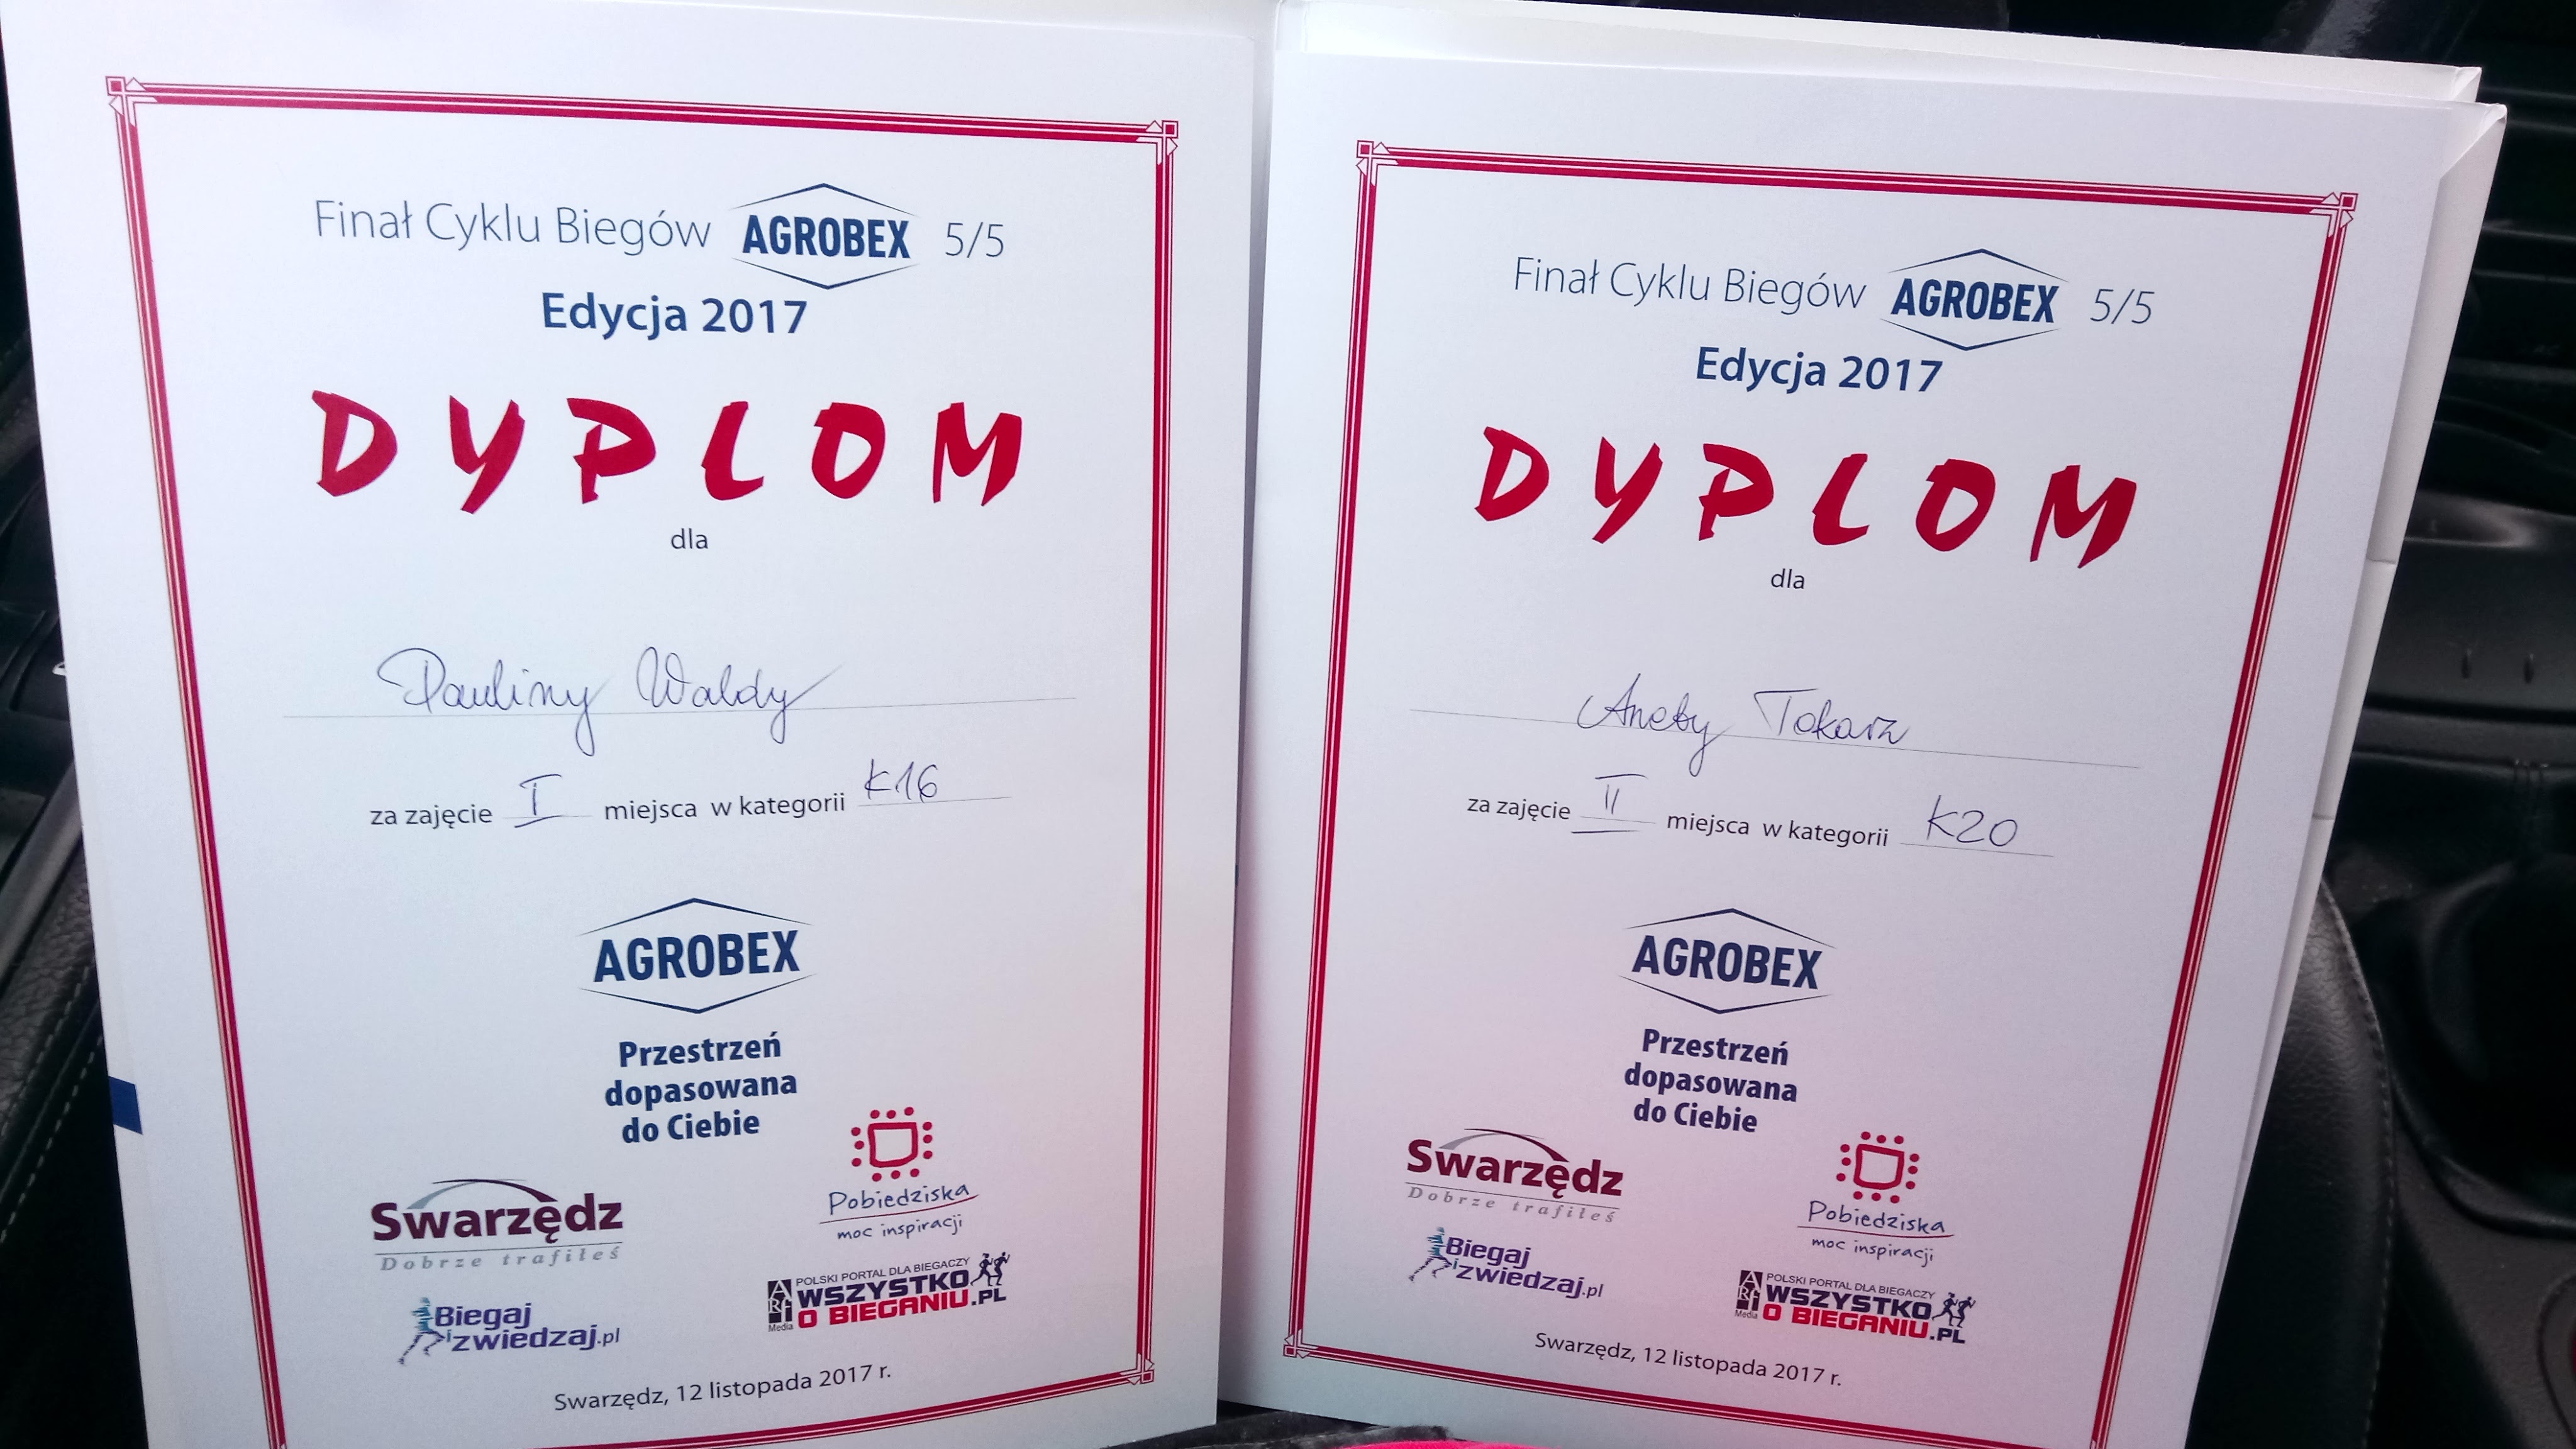 Finał Cyklu Biegów AGROBEX 5/5
Edycja 2017
DYPLOM
dla
Pauliny Waldy
za zajęcie I miejsca w kategorii K16
AGROBEX
Przestrzeń
dopasowana
do Ciebie
Swarzędz
Dobrze trafiłeś
Pobiedziska
moc inspiracji
Biegaj
i zwiedzaj.pl
ARf Media
POLSKI PORTAL DLA BIEGACZY
WSZYSTKO
O BIEGANIU.PL
Swarzędz, 12 listopada 2017 r.
Finał Cyklu Biegów AGROBEX 5/5
Edycja 2017
DYPLOM
dla
Anety Tokarz
za zajęcie II miejsca w kategorii K20
AGROBEX
Przestrzeń
dopasowana
do Ciebie
Swarzędz
Dobrze trafiłeś
Pobiedziska
moc inspiracji
Biegaj
i zwiedzaj.pl
ARf Media
POLSKI PORTAL DLA BIEGACZY
WSZYSTKO
O BIEGANIU.PL
Swarzędz, 12 listopada 2017 r.